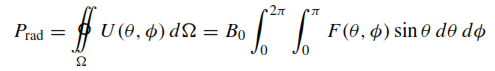 P_rad = ∯_Ω U(θ, ϕ) dΩ = B_0 ∫_0^{2π} ∫_0^π F(θ, ϕ) sin θ dθ dϕ